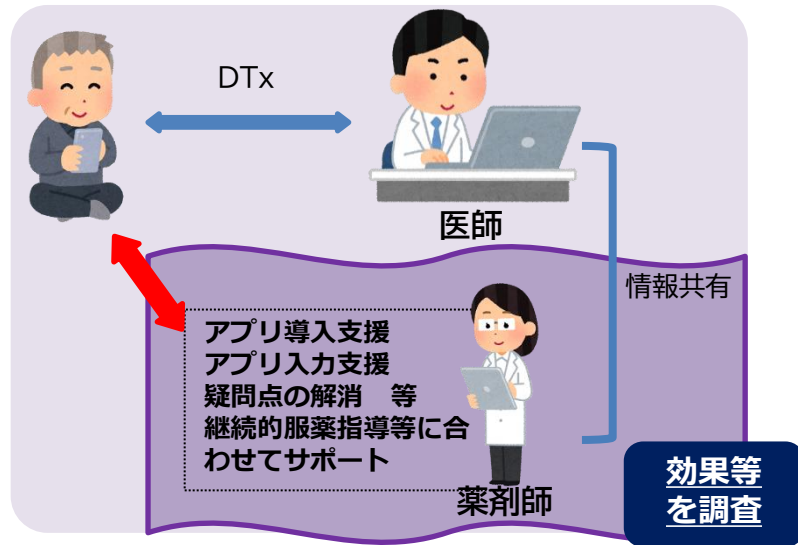 DTx
医師
情報共有
アプリ導入支援
アプリ入力支援
疑問点の解消　等
継続的服薬指導等に合
わせてサポート
薬剤師
効果等
を調査